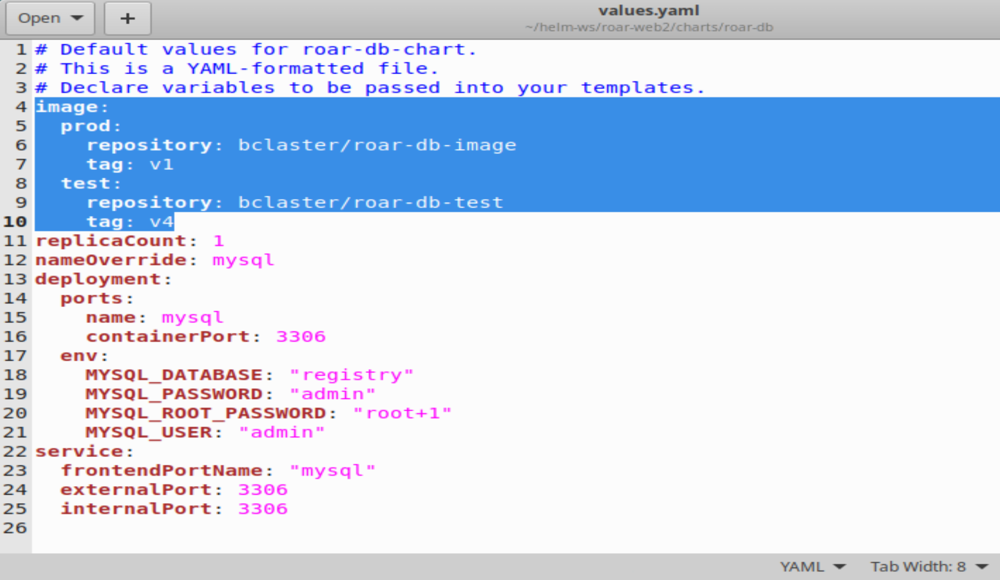 Open +
values.yaml
~/helm-ws/roar-web2/charts/roar-db
1 # Default values for roar-db-chart.
2 # This is a YAML-formatted file.
3 # Declare variables to be passed into your templates.
4 image:
5   prod:
6     repository: bclaster/roar-db-image
7     tag: v1
8   test:
9     repository: bclaster/roar-db-test
10     tag: v4
11 replicaCount: 1
12 nameOverride: mysql
13 deployment:
14   ports:
15     name: mysql
16     containerPort: 3306
17   env:
18     MYSQL_DATABASE: "registry"
19     MYSQL_PASSWORD: "admin"
20     MYSQL_ROOT_PASSWORD: "root+1"
21     MYSQL_USER: "admin"
22 service:
23   frontendPortName: "mysql"
24   externalPort: 3306
25   internalPort: 3306
26
YAML Tab Width: 8